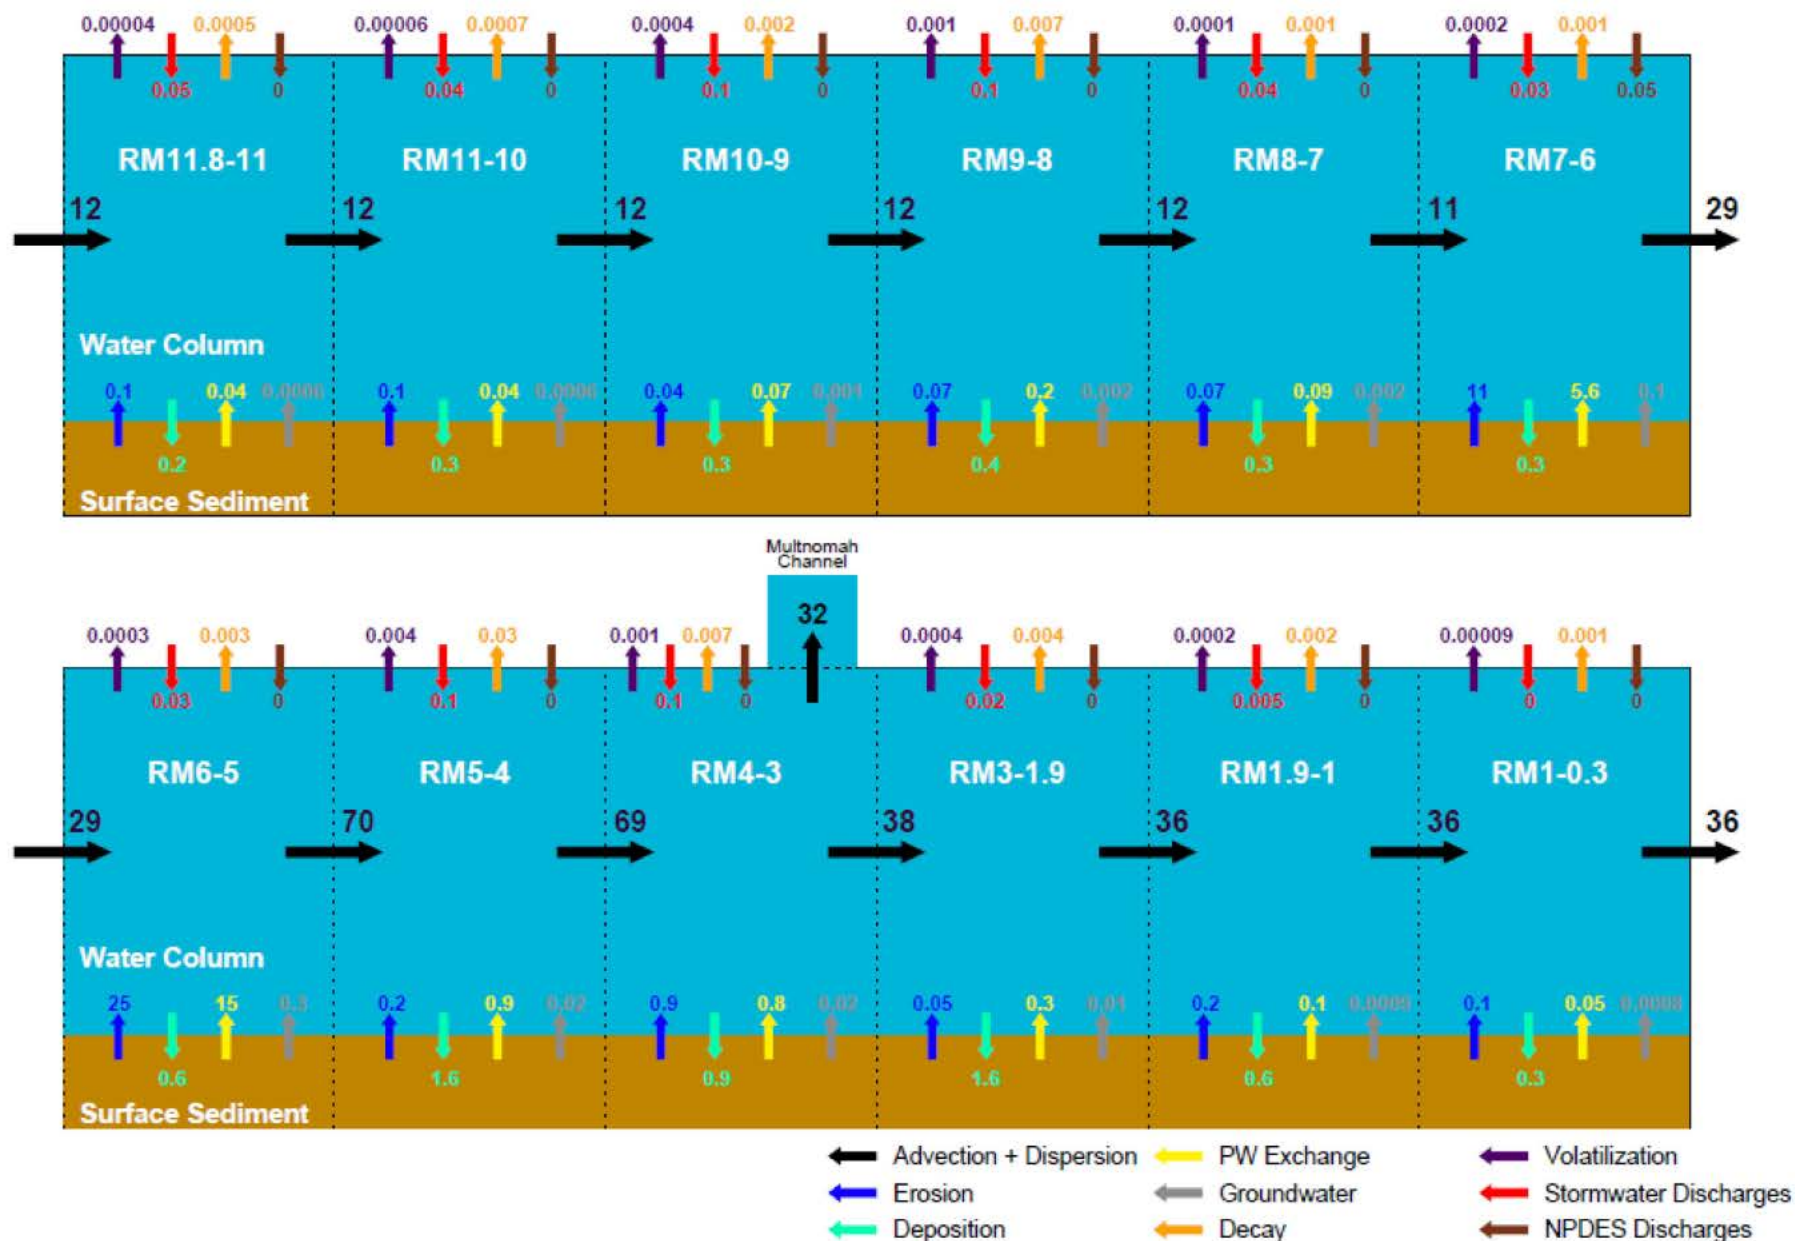 0.00004 0.0005 0.00006 0.0007 0.0004 0.002 0.001 0.007 0.0001 0.001 0.0002 0.001
0.05 0 0.04 0 0.1 0 0.1 0 0.04 0 0.03 0.05
RM11.8-11 RM11-10 RM10-9 RM9-8 RM8-7 RM7-6
12 12 12 12 12 11 29
Water Column
0.1 0.04 0.0006 0.1 0.04 0.0006 0.04 0.07 0.001 0.07 0.2 0.002 0.07 0.09 0.002 11 5.6 0.1
0.2 0.3 0.3 0.4 0.3 0.3
Surface Sediment
Multnomah
Channel
32
0.0003 0.003 0.004 0.03 0.001 0.007 0.0004 0.004 0.0002 0.002 0.00009 0.001
0.03 0 0.1 0 0.1 0 0.02 0 0.005 0 0 0
RM6-5 RM5-4 RM4-3 RM3-1.9 RM1.9-1 RM1-0.3
29 70 69 38 36 36 36
Water Column
25 15 0.3 0.2 0.9 0.02 0.9 0.8 0.02 0.05 0.3 0.01 0.2 0.1 0.1 0.05
0.6 1.6 0.9 1.6 0.6 0.3
Surface Sediment
Advection + Dispersion PW Exchange Volatilization
Erosion Groundwater Stormwater Discharges
Deposition Decay NPDES Discharges